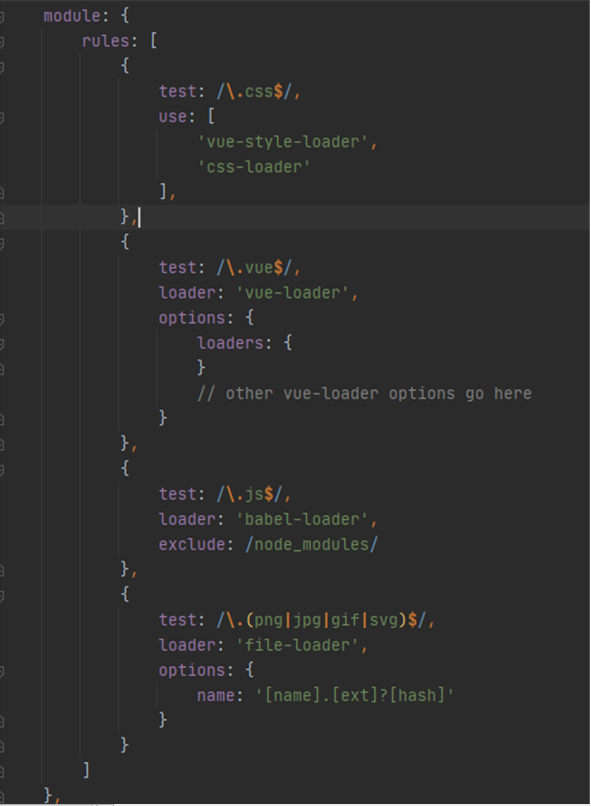 module: {
    rules: [
        {
            test: /\.css$/,
            use: [
                'vue-style-loader',
                'css-loader'
            ],
        },
        {
            test: /\.vue$/,
            loader: 'vue-loader',
            options: {
                loaders: {
                }
                // other vue-loader options go here
            }
        },
        {
            test: /\.js$/,
            loader: 'babel-loader',
            exclude: /node_modules/
        },
        {
            test: /\.(png|jpg|gif|svg)$/,
            loader: 'file-loader',
            options: {
                name: '[name].[ext]?[hash]'
            }
        }
    ]
},